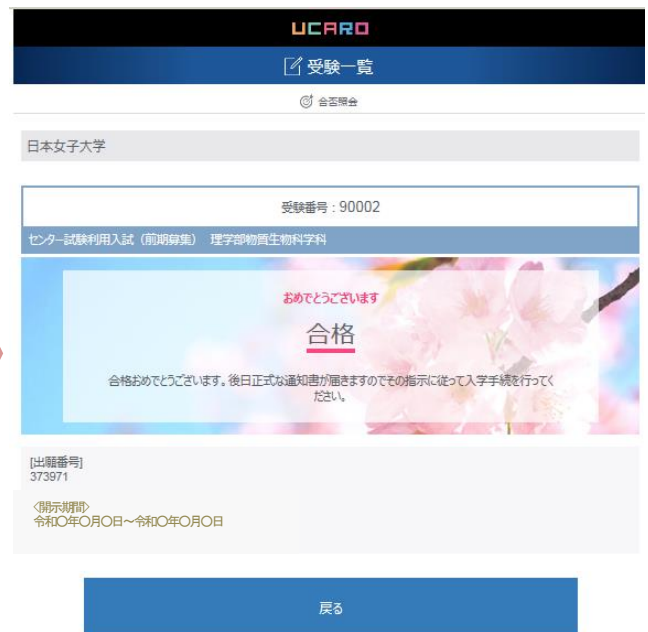 UCARO
受験一覧
合否照会
日本女子大学
受験番号 : 90002
センター試験利用入試（前期募集） 理学部物質生物科学科
おめでとうございます
合格
合格おめでとうございます。後日正式な通知書が届きますのでその指示に従って入学手続を行ってく
ださい。
[出願番号]
373971
〈開示期間〉
令和〇年〇月〇日～令和〇年〇月〇日
戻る